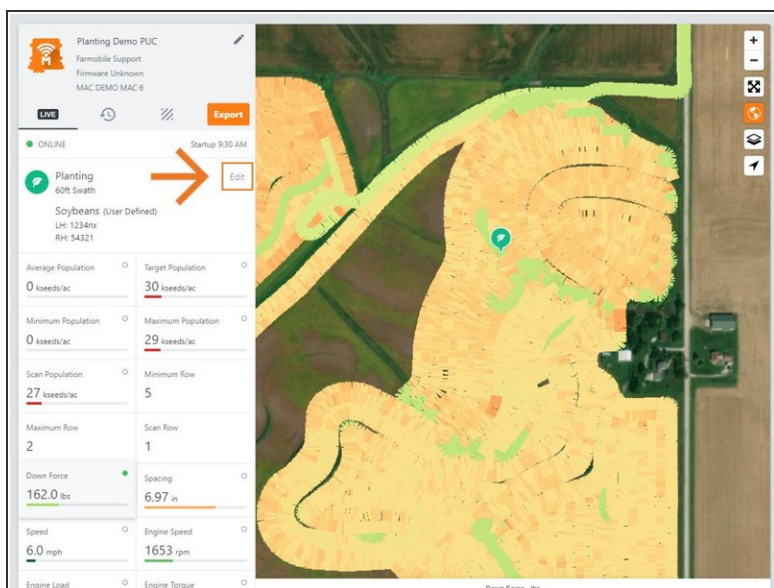 Planting Demo PUC
Farmobile Support
Firmware Unknown
MAC DEMO MAC 6
LIVE
Export
ONLINE
Startup 9:30 AM
Planting
60ft Swath
Edit
Soybeans (User Defined)
LH: 1234nx
RH: 54321
Average Population
Target Population
0 kseeds/ac
30 kseeds/ac
Minimum Population
Maximum Population
0 kseeds/ac
29 kseeds/ac
Scan Population
Minimum Row
27 kseeds/ac
5
Maximum Row
Scan Row
2
1
Down Force
Spacing
162.0 lbs
6.97 in
Speed
Engine Speed
6.0 mph
1653 rpm
Engine Load
Engine Torque
Down Force - lbs